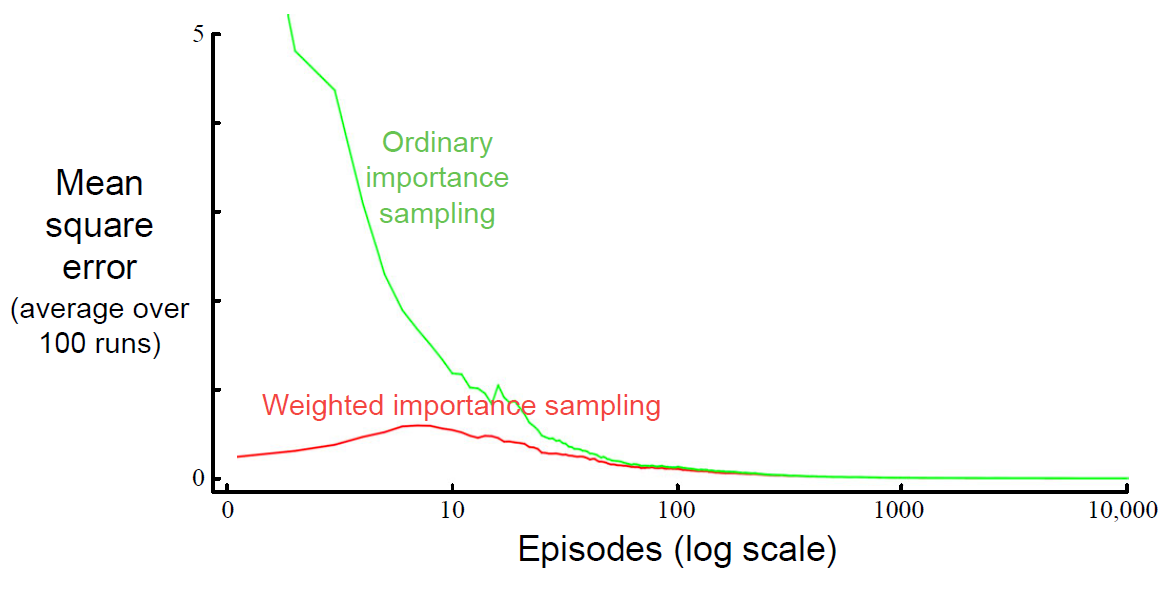 5
Ordinary
importance
sampling
Mean
square
error
(average over
100 runs)
Weighted importance sampling
0
0 10 100 1000 10,000
Episodes (log scale)